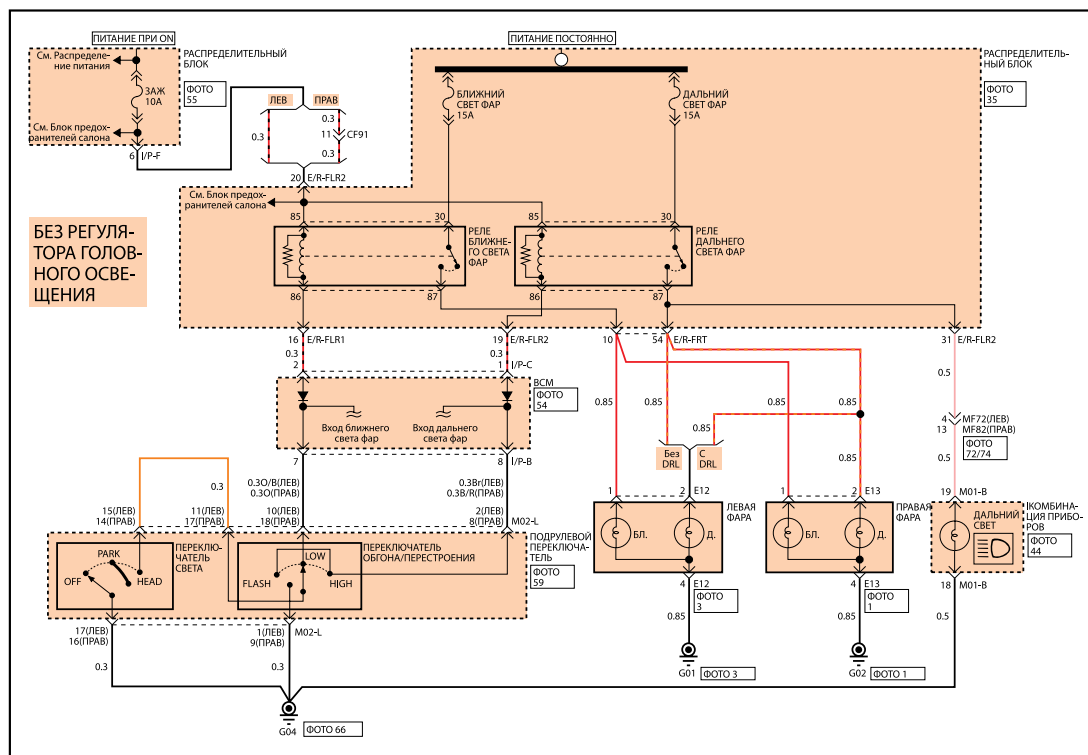 ПИТАНИЕ ПРИ ON
ПИТАНИЕ ПОСТОЯННО
См. Распределе-
ние питания
РАСПРЕДЕЛИТЕЛЬНЫЙ
БЛОК
ФОТО
55
ЗАЖ
10А
См. Блок предох-
ранителей салона
6
I/P-F
ЛЕВ
ПРАВ
0.3
0.3
11
CF91
0.3
20
E/R-FLR2
БЛИЖНИЙ
СВЕТ ФАР
15А
ДАЛЬНИЙ
СВЕТ ФАР
15А
РАСПРЕДЕЛИТЕЛЬ-
НЫЙ БЛОК
ФОТО
35
См. Блок предох-
ранителей салона
85
30
85
30
РЕЛЕ
БЛИЖНЕ-
ГО СВЕТА
ФАР
РЕЛЕ
ДАЛЬНЕГО
СВЕТА ФАР
86
87
86
87
БЕЗ РЕГУЛЯ-
ТОРА ГОЛОВ-
НОГО ОСВЕ-
ЩЕНИЯ
16
E/R-FLR1
19
E/R-FLR2
10
54
E/R-FRT
31
E/R-FLR2
0.3
0.3
2
1
I/P-C
BCM
ФОТО
54
Вход ближнего
света фар
Вход дальнего
света фар
7
8
I/P-B
0.5
0.85
0.85
0.85
0.85
0.85
0.85
Без
DRL
С
DRL
4
MF72(ЛЕВ)
13
MF82(ПРАВ)
ФОТО
72/74
0.5
0.3
0.3O/B(ЛЕВ)
0.3O(ПРАВ)
0.3Br(ЛЕВ)
0.3B/R(ЛЕВ)
15(ЛЕВ)
14(ПРАВ)
11(ЛЕВ)
17(ПРАВ)
10(ЛЕВ)
18(ПРАВ)
2(ЛЕВ)
8(ПРАВ)
M02-L
1
2
E12
1
2
E13
19
M01-B
ЛЕВАЯ
ФАРА
БЛ.
Д.
ПРАВАЯ
ФАРА
БЛ.
Д.
ДАЛЬНИЙ
СВЕТ
IКОМБИНА-
ЦИЯ ПРИБО-
РОВ
ФОТО
44
ПЕРЕКЛЮ-
ЧАТЕЛЬ
СВЕТА
PARK
OFF
HEAD
ПЕРЕКЛЮЧАТЕЛЬ
ОБГОНА/ПЕРЕСТРОЕНИЯ
LOW
FLASH
HIGH
ПОДРУЛЕВОЙ
ПЕРЕКЛЮЧА-
ТЕЛЬ
ФОТО
59
4
E12
ФОТО
3
4
E13
ФОТО
1
18
M01-B
17(ЛЕВ)
16(ПРАВ)
1(ЛЕВ)
9(ПРАВ)
M02-L
0.85
0.85
0.5
0.3
0.3
G01
ФОТО 3
G02
ФОТО 1
G04
ФОТО 66